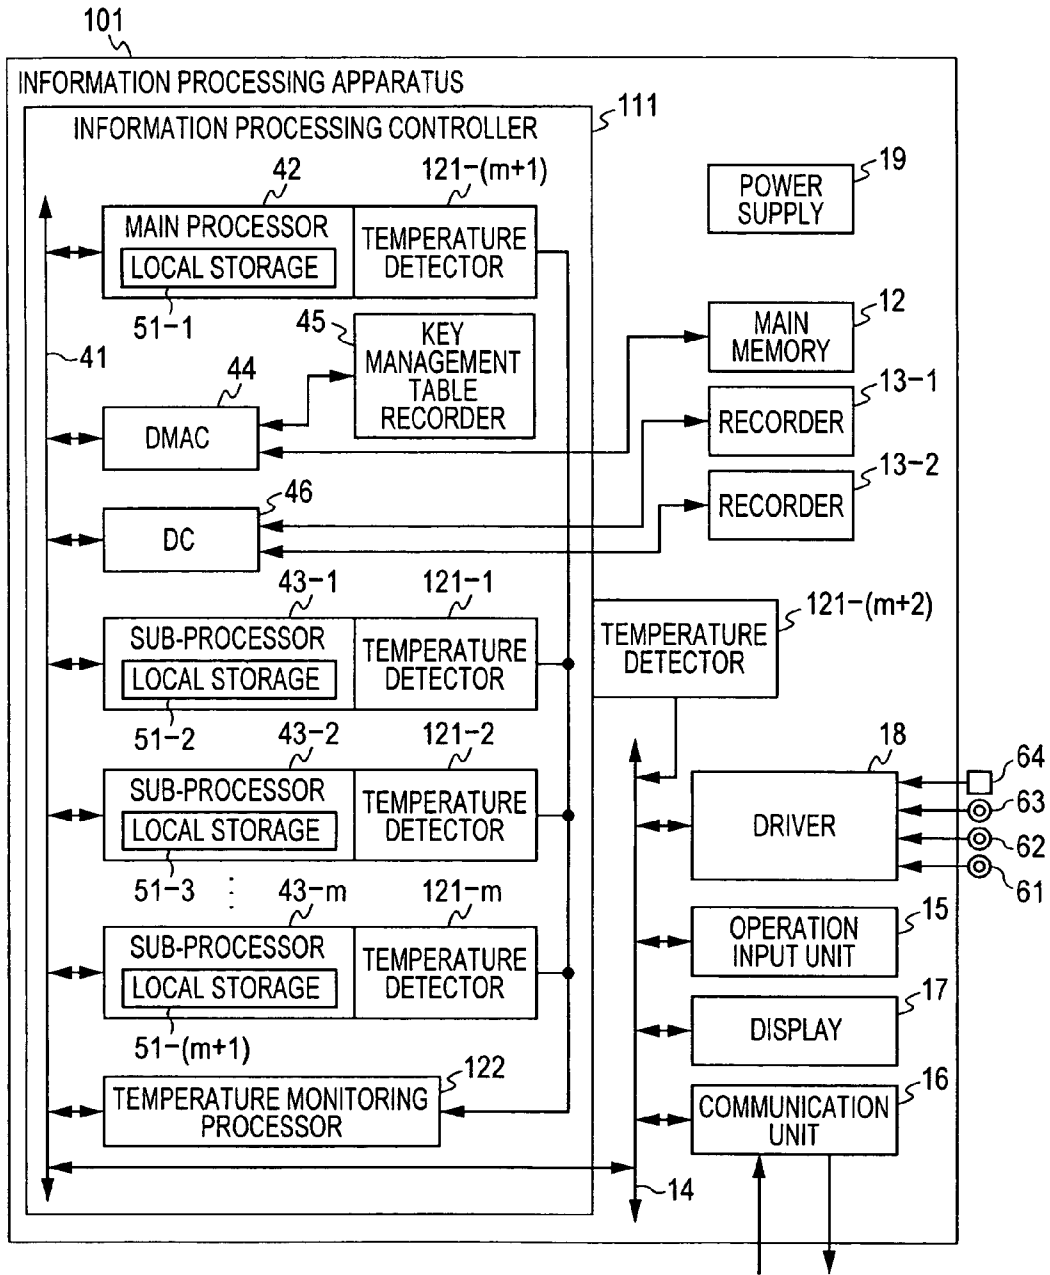 101
INFORMATION PROCESSING APPARATUS
111
INFORMATION PROCESSING CONTROLLER
42
121-(m+1)
19
MAIN PROCESSOR
LOCAL STORAGE
TEMPERATURE
DETECTOR
POWER
SUPPLY
51-1
41
45
KEY
MANAGEMENT
TABLE
RECORDER
12
MAIN
MEMORY
44
DMAC
13-1
RECORDER
13-2
RECORDER
46
DC
43-1
121-1
121-(m+2)
SUB-PROCESSOR
LOCAL STORAGE
TEMPERATURE
DETECTOR
TEMPERATURE
DETECTOR
51-2
43-2
121-2
18
64
SUB-PROCESSOR
LOCAL STORAGE
TEMPERATURE
DETECTOR
DRIVER
63
62
61
51-3
43-m
121-m
15
SUB-PROCESSOR
LOCAL STORAGE
TEMPERATURE
DETECTOR
OPERATION
INPUT UNIT
51-(m+1)
17
DISPLAY
122
TEMPERATURE MONITORING
PROCESSOR
16
COMMUNICATION
UNIT
14